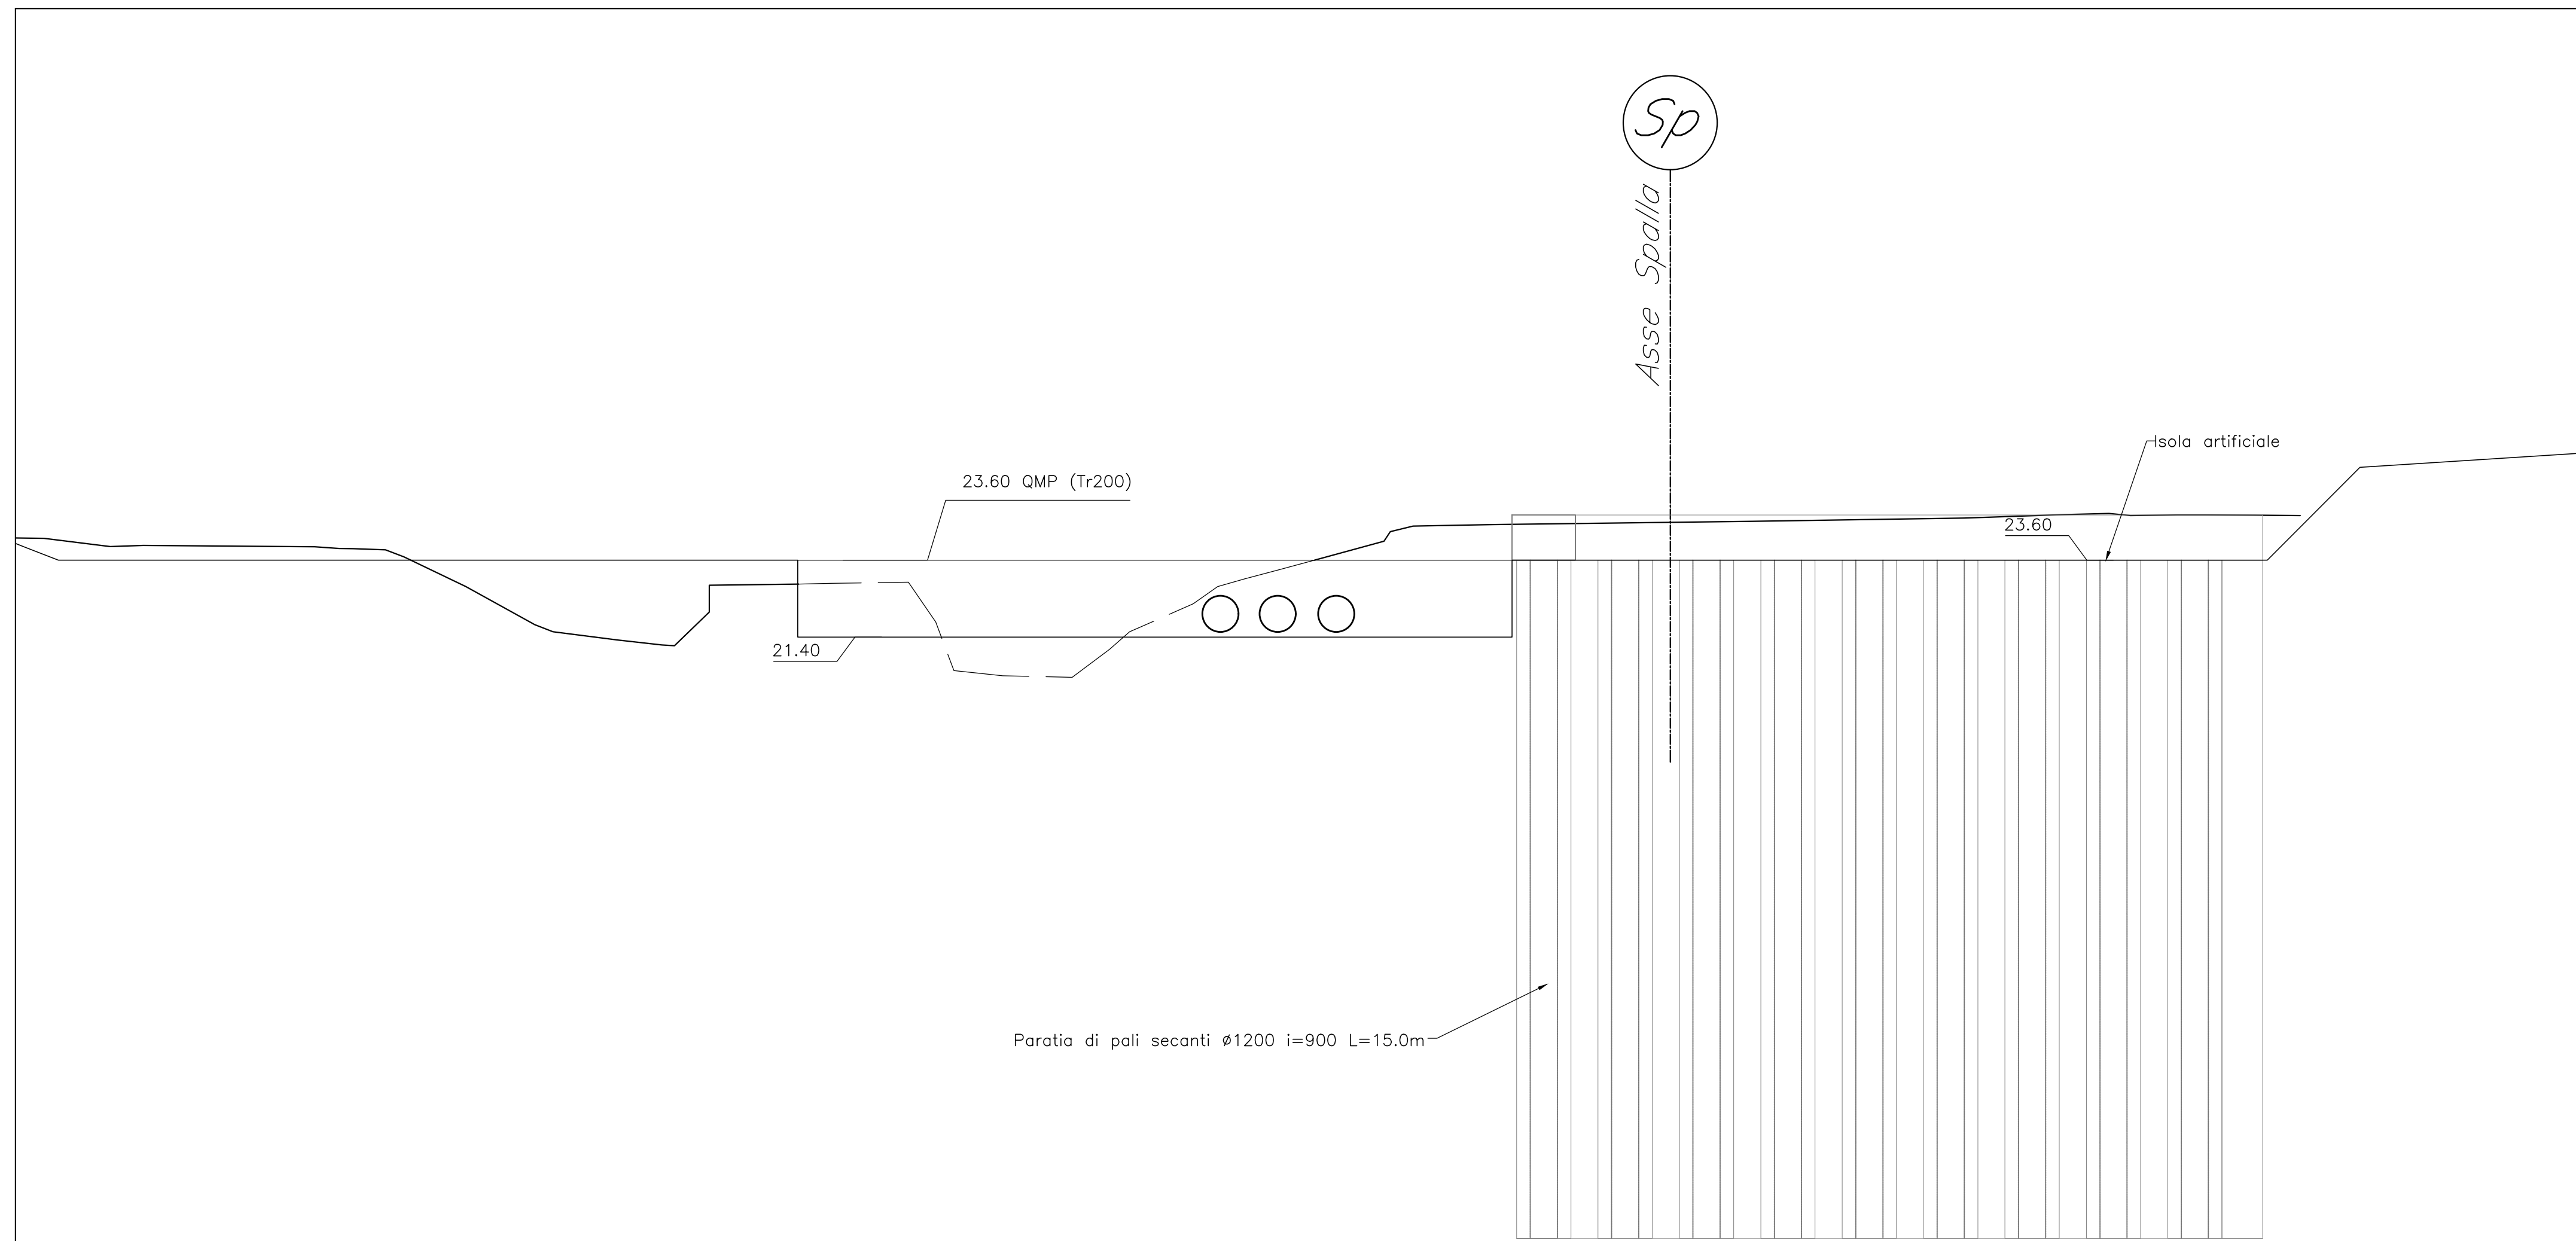 Sp
Asse Spalla
Isola artificiale
23.60 QMP (Tr200)
23.60
21.40
Paratia di pali secanti ø1200 i=900 L=15.0m